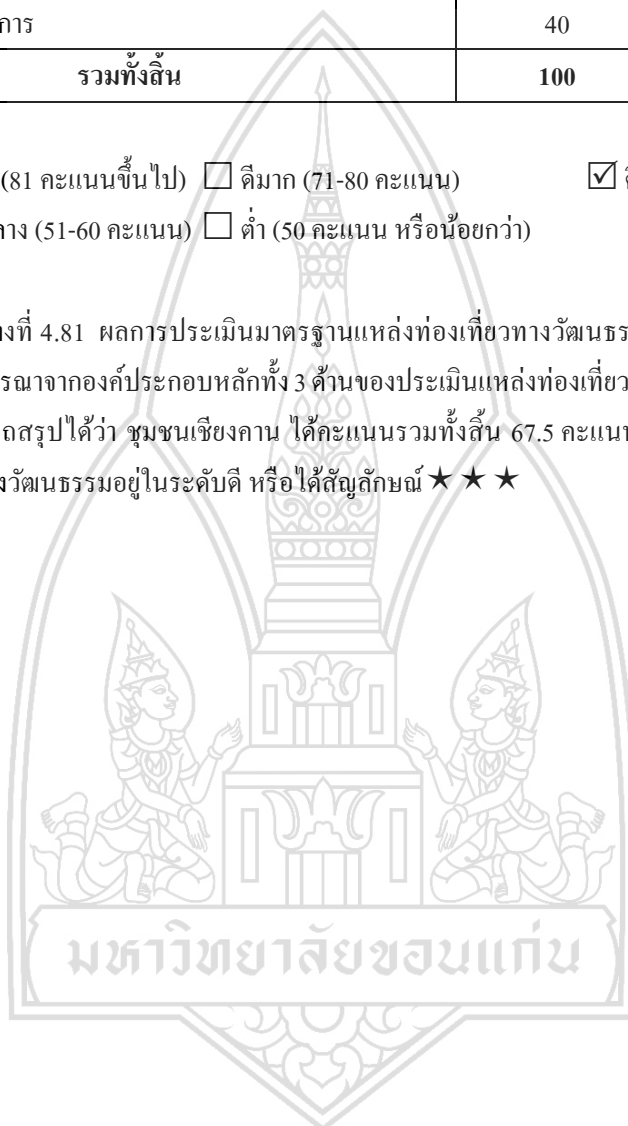 การ 40
รวมทั้งสิ้น 100
(81 คะแนนขึ้นไป) ☐ ดีมาก (71-80 คะแนน) ☑
ลาง (51-60 คะแนน) ☐ ต่ำ (50 คะแนน หรือน้อยกว่า)
งที่ 4.81 ผลการประเมินมาตรฐานแหล่งท่องเที่ยวทางวัฒนธร
รณาจากองค์ประกอบหลักทั้ง 3 ด้านของประเมินแหล่งท่องเที่ยว
ถสรุปได้ว่า ชุมชนเชียงคาน ได้คะแนนรวมทั้งสิ้น 67.5 คะแนน
งวัฒนธรรมอยู่ในระดับดี หรือได้สัญลักษณ์ ★ ★ ★
มหาวิทยาลัยขอนแก่น